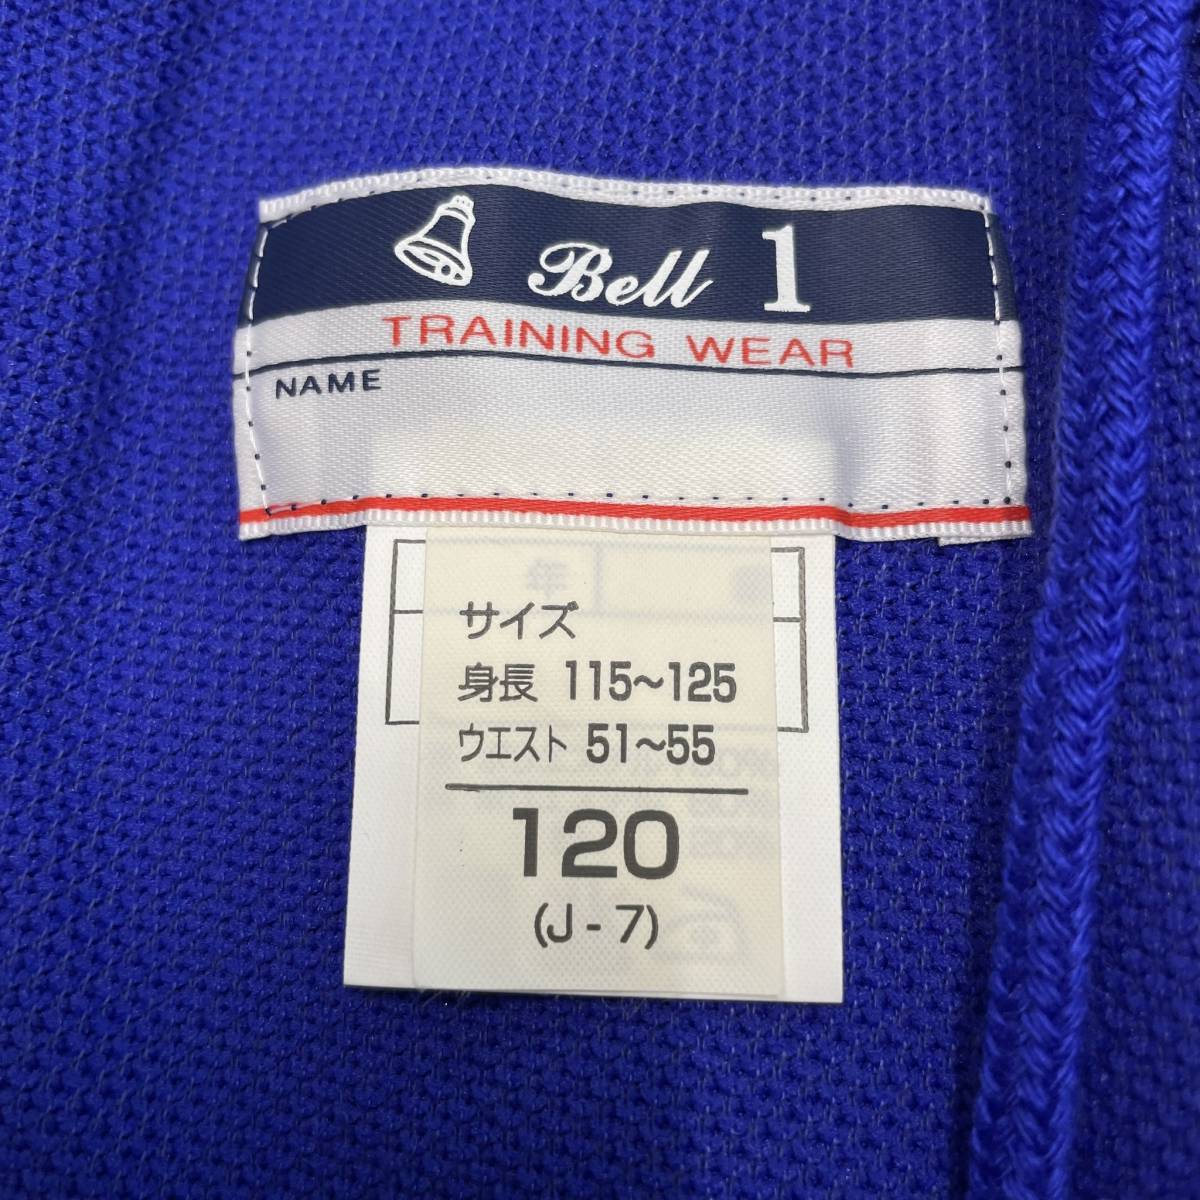 Bell 1
TRAINING WEAR
NAME
年
サイズ
身長 115~125
ウエスト 51~55
120
(J-7)